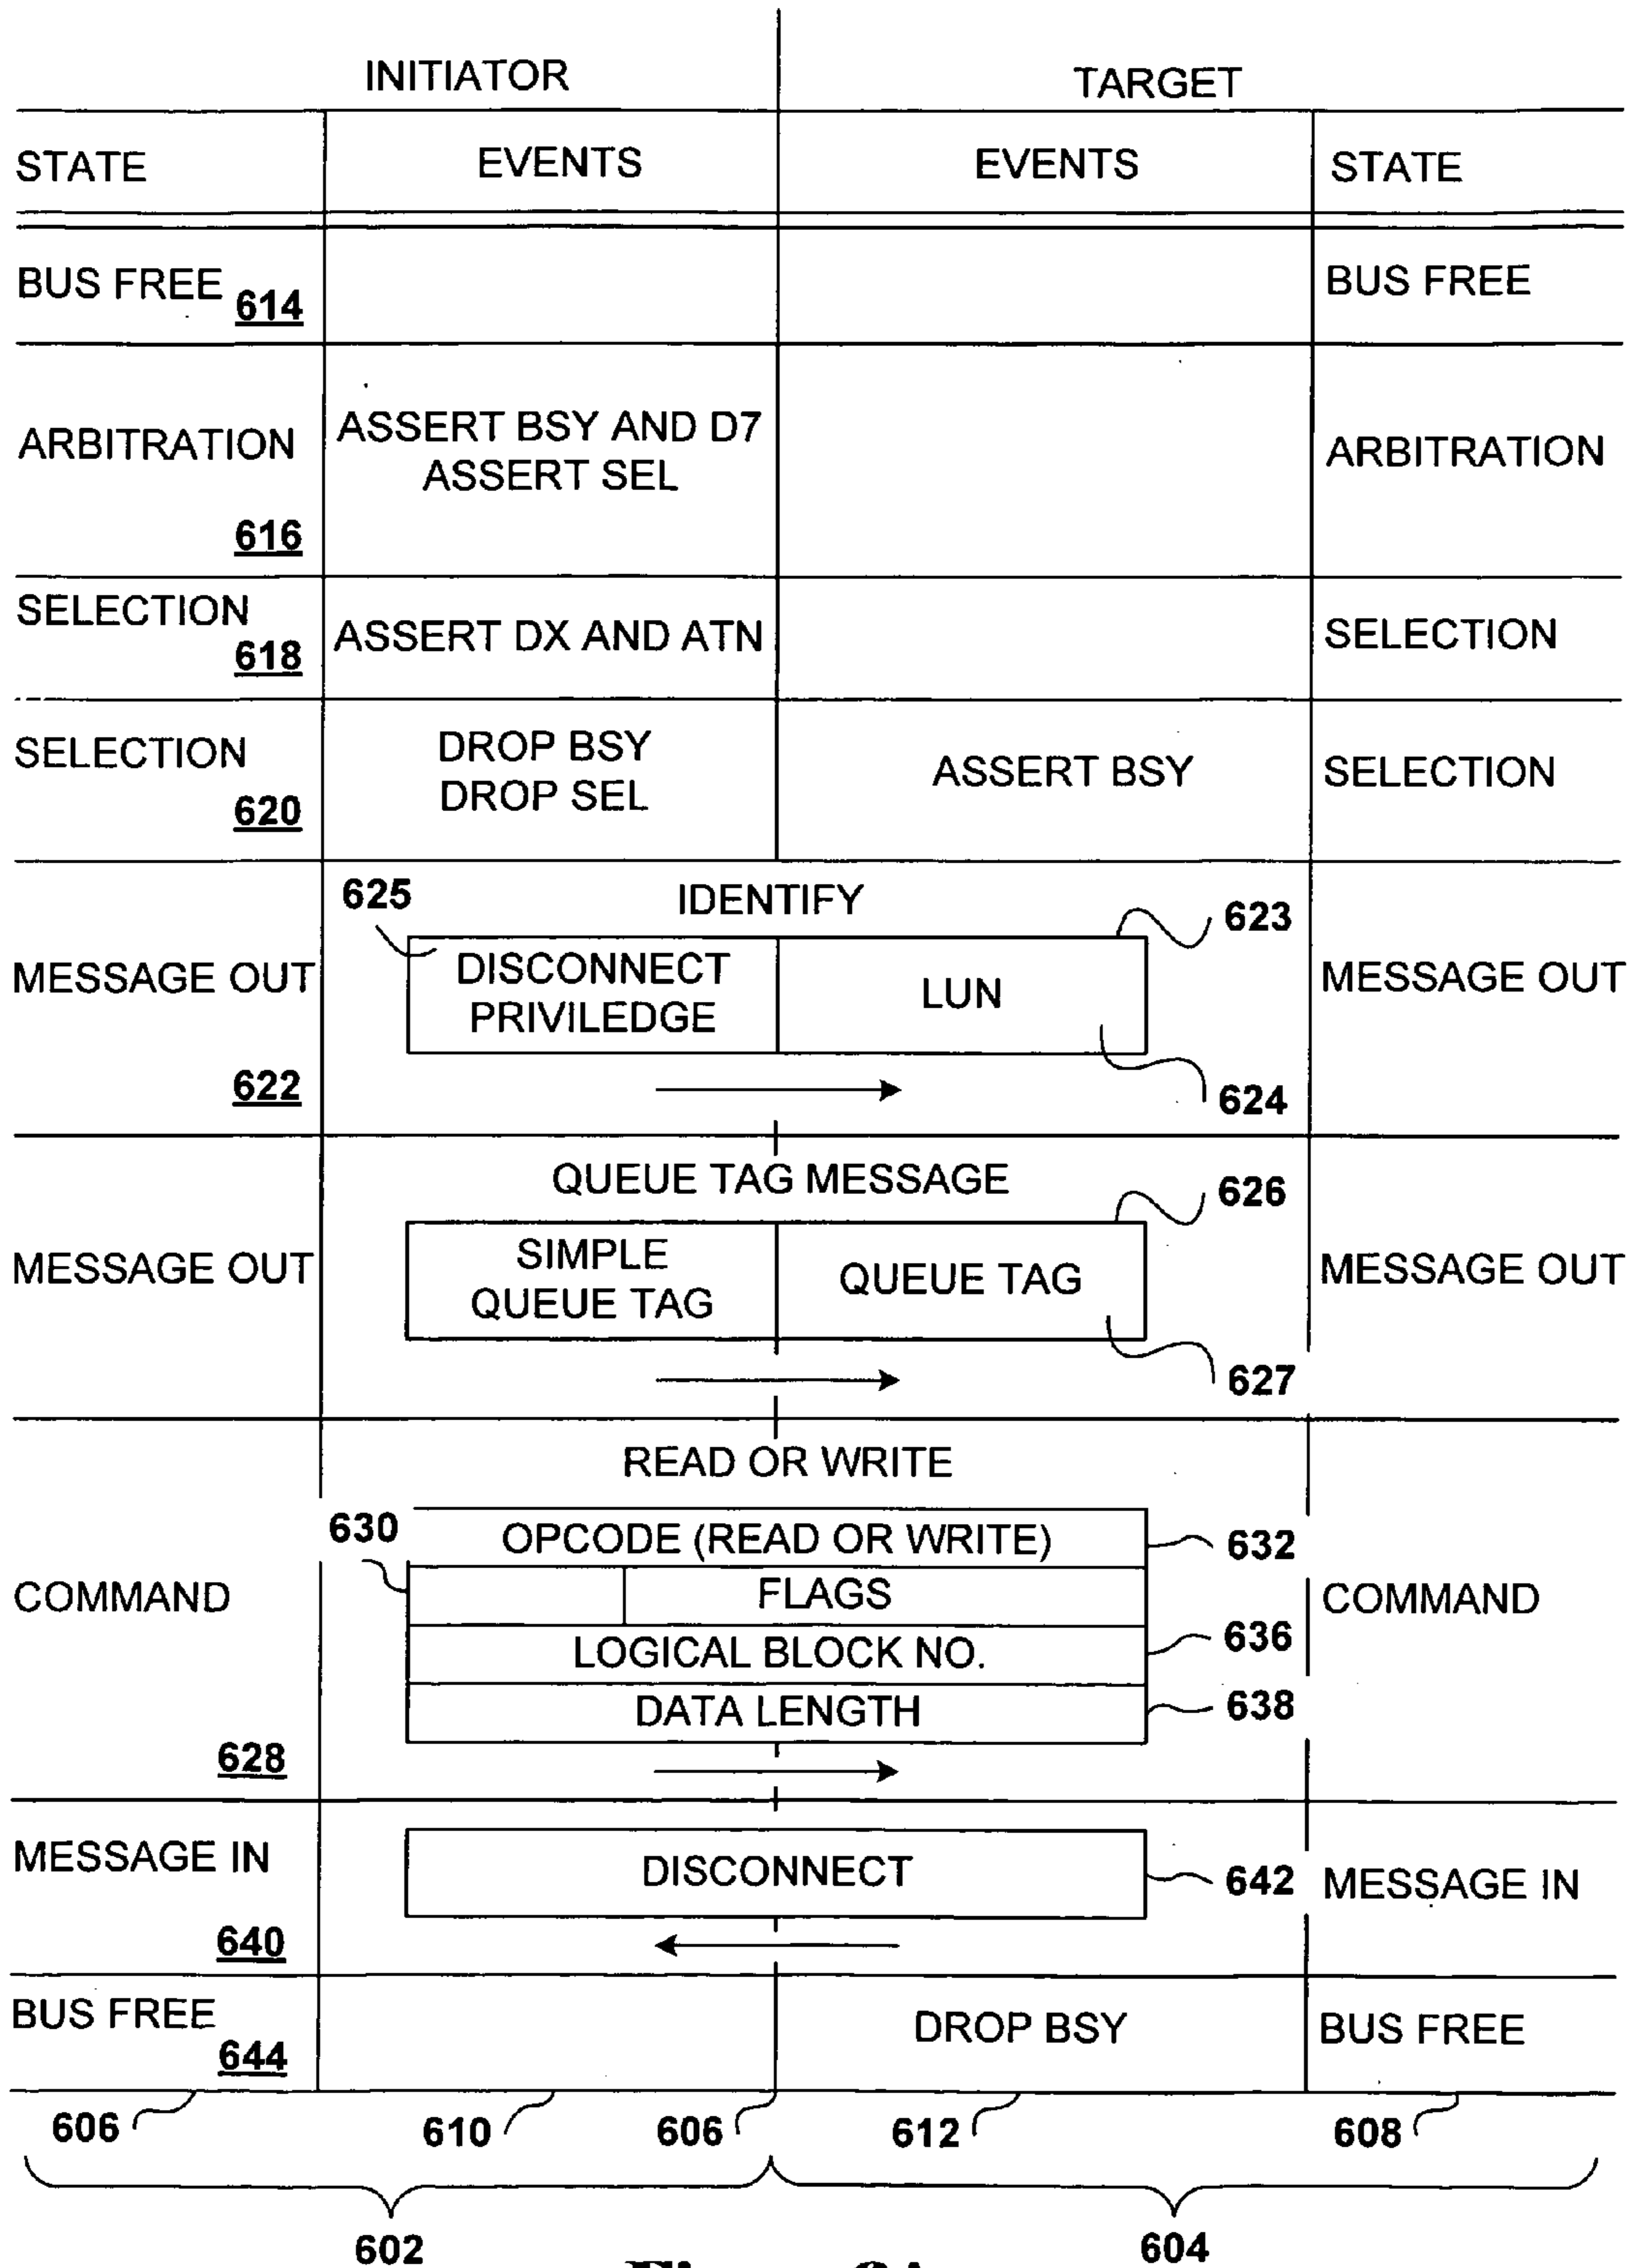 INITIATOR TARGET
STATE EVENTS EVENTS STATE
BUS FREE 614 BUS FREE
ARBITRATION ASSERT BSY AND D7 ARBITRATION
ASSERT SEL
616
SELECTION 618 ASSERT DX AND ATN SELECTION
SELECTION DROP BSY ASSERT BSY SELECTION
DROP SEL
620
625 IDENTIFY 623
MESSAGE OUT DISCONNECT LUN MESSAGE OUT
PRIVILEDGE
622 624
QUEUE TAG MESSAGE 626
MESSAGE OUT SIMPLE QUEUE TAG MESSAGE OUT
QUEUE TAG
627
READ OR WRITE
630 OPCODE (READ OR WRITE) 632
COMMAND FLAGS COMMAND
LOGICAL BLOCK NO. 636
DATA LENGTH 638
628
MESSAGE IN DISCONNECT 642 MESSAGE IN
640
BUS FREE DROP BSY BUS FREE
644
606 610 606 612 608
602 604